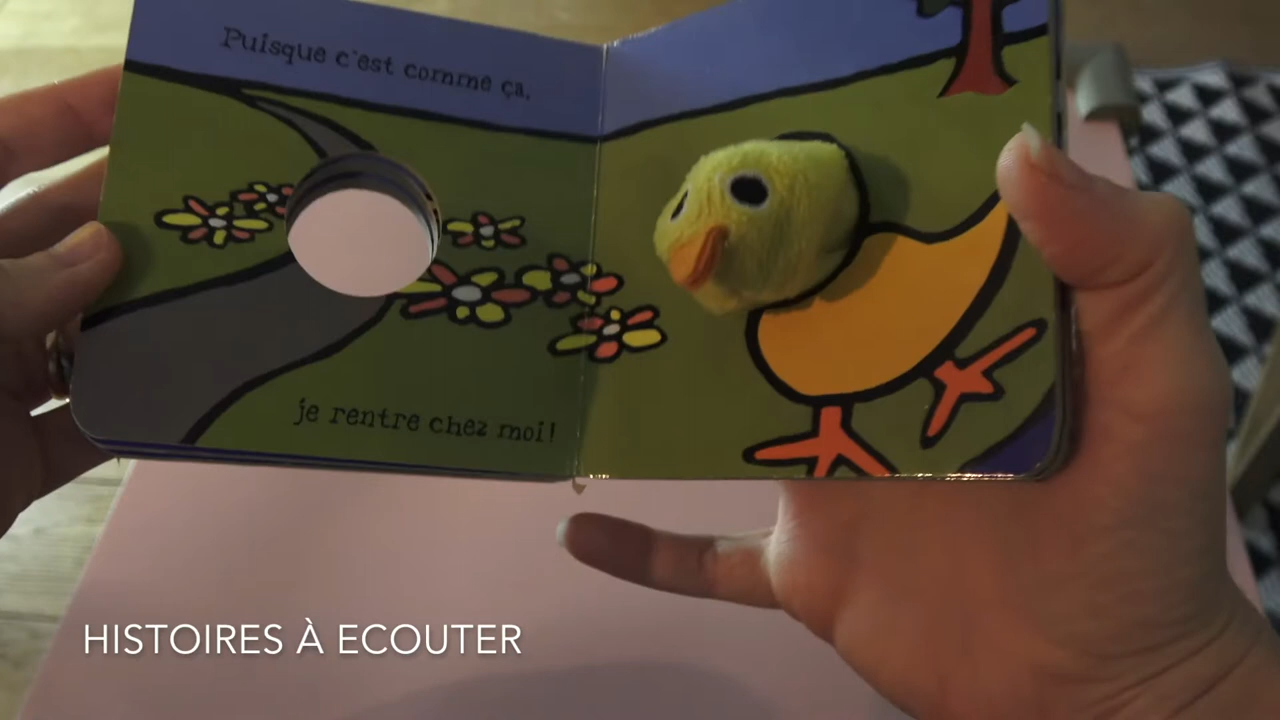 Puisque c'est comme ça,
je rentre chez moi!
HISTOIRES À ECOUTER